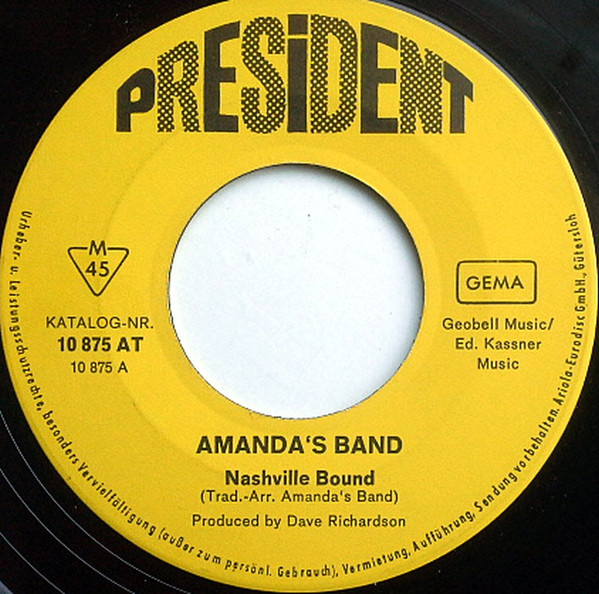 PRESiDENT
M
45
KATALOG-NR.
10 875 AT
10 875 A
GEMA
Geobell Music/
Ed. Kassner
Music
AMANDA'S BAND
Nashville Bound
(Trad.-Arr. Amanda's Band)
Produced by Dave Richardson
Urheber- u. Leistungsschutzrechte, besonders Vervielfältigung (außer zum persönl. Gebrauch), Vermietung, Aufführung, Sendung vorbehalten. Ariola-Eurodisc GmbH., Gütersloh